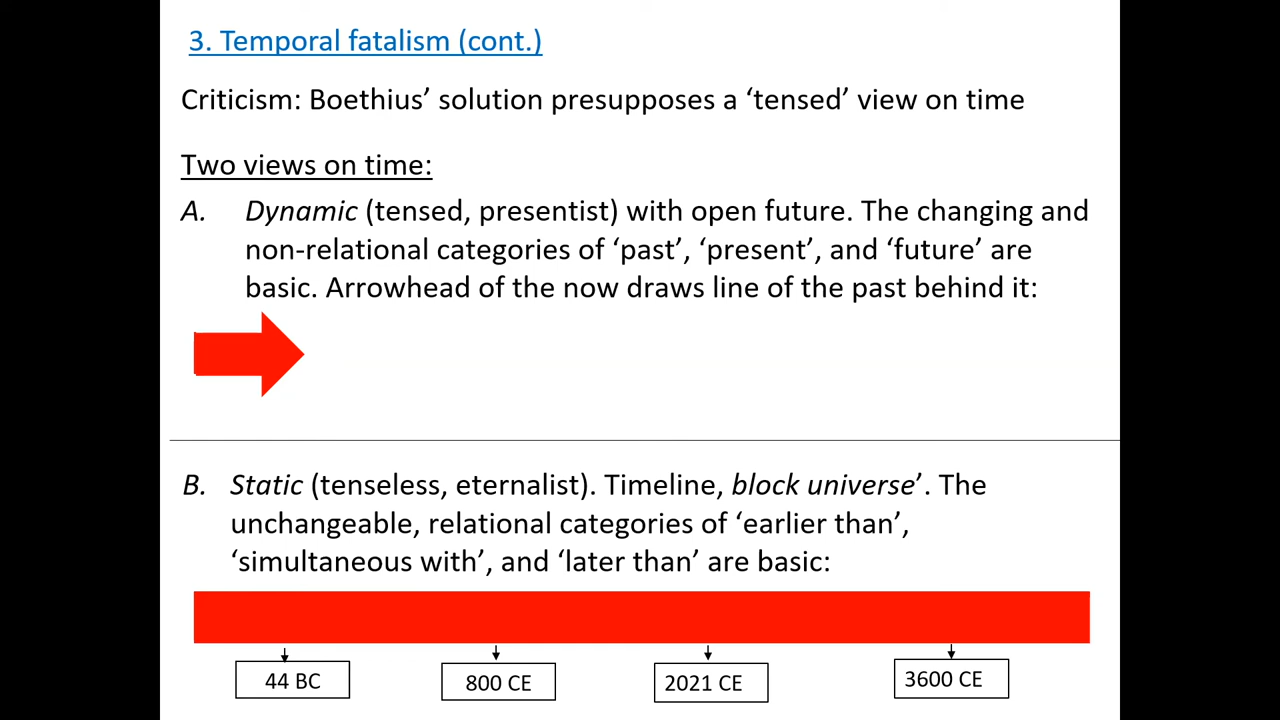 3. Temporal fatalism (cont.)
Criticism: Boethius’ solution presupposes a ‘tensed’ view on time
Two views on time:
A. Dynamic (tensed, presentist) with open future. The changing and
non-relational categories of ‘past’, ‘present’, and ‘future’ are
basic. Arrowhead of the now draws line of the past behind it:
B. Static (tenseless, eternalist). Timeline, block universe’. The
unchangeable, relational categories of ‘earlier than’,
‘simultaneous with’, and ‘later than’ are basic:
44 BC
800 CE
2021 CE
3600 CE